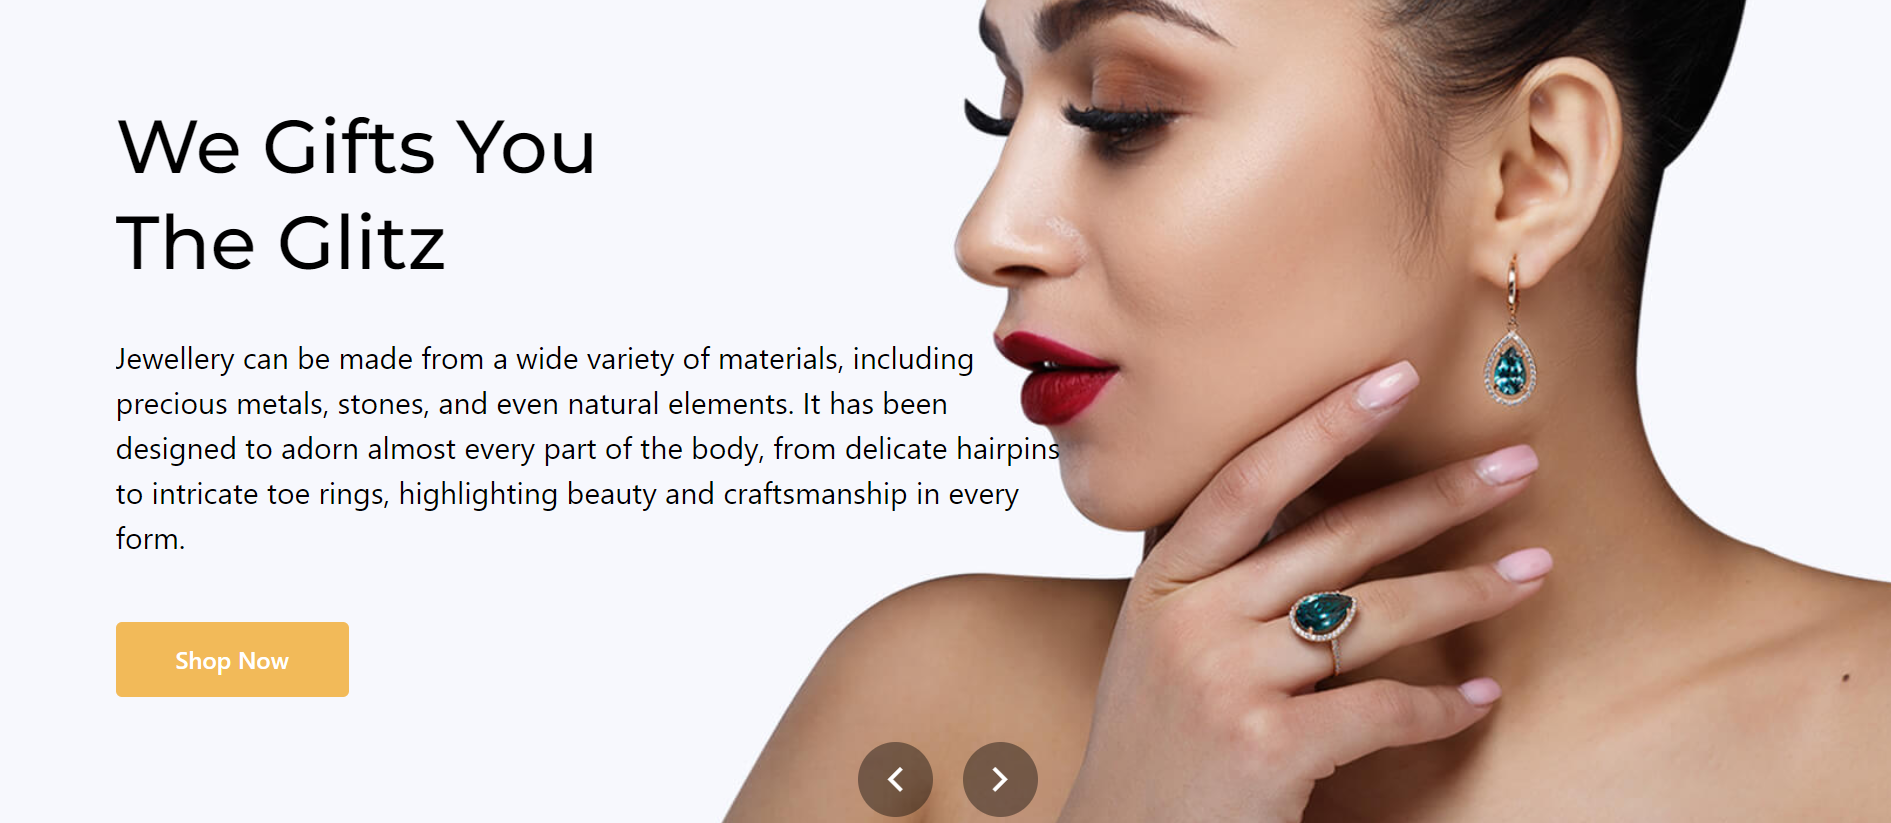 We Gifts You
The Glitz
Jewellery can be made from a wide variety of materials, including
precious metals, stones, and even natural elements. It has been
designed to adorn almost every part of the body, from delicate hairpins
to intricate toe rings, highlighting beauty and craftsmanship in every
form.
Shop Now